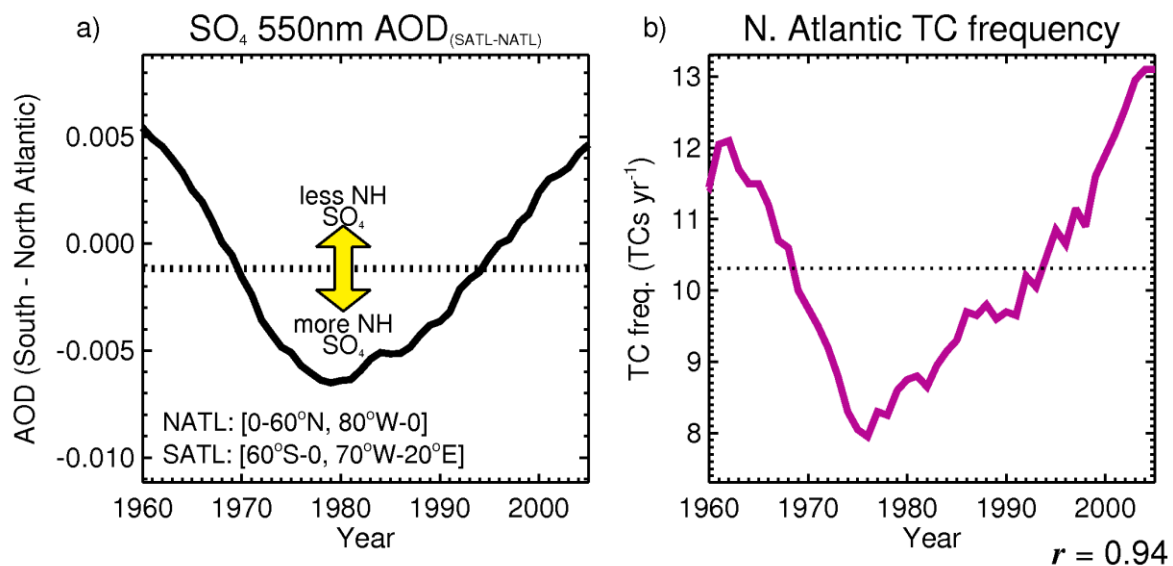 a) SO₄ 550nm AOD(SATL-NATL)
AOD (South - North Atlantic)
0.005
0.000
-0.005
-0.010
less NH
SO₄
more NH
SO₄
NATL: [0-60°N, 80°W-0]
SATL: [60°S-0, 70°W-20°E]
1960 1970 1980 1990 2000
Year
b) N. Atlantic TC frequency
TC freq. (TCs yr⁻¹)
13
12
11
10
9
8
1960 1970 1980 1990 2000
Year
r = 0.94